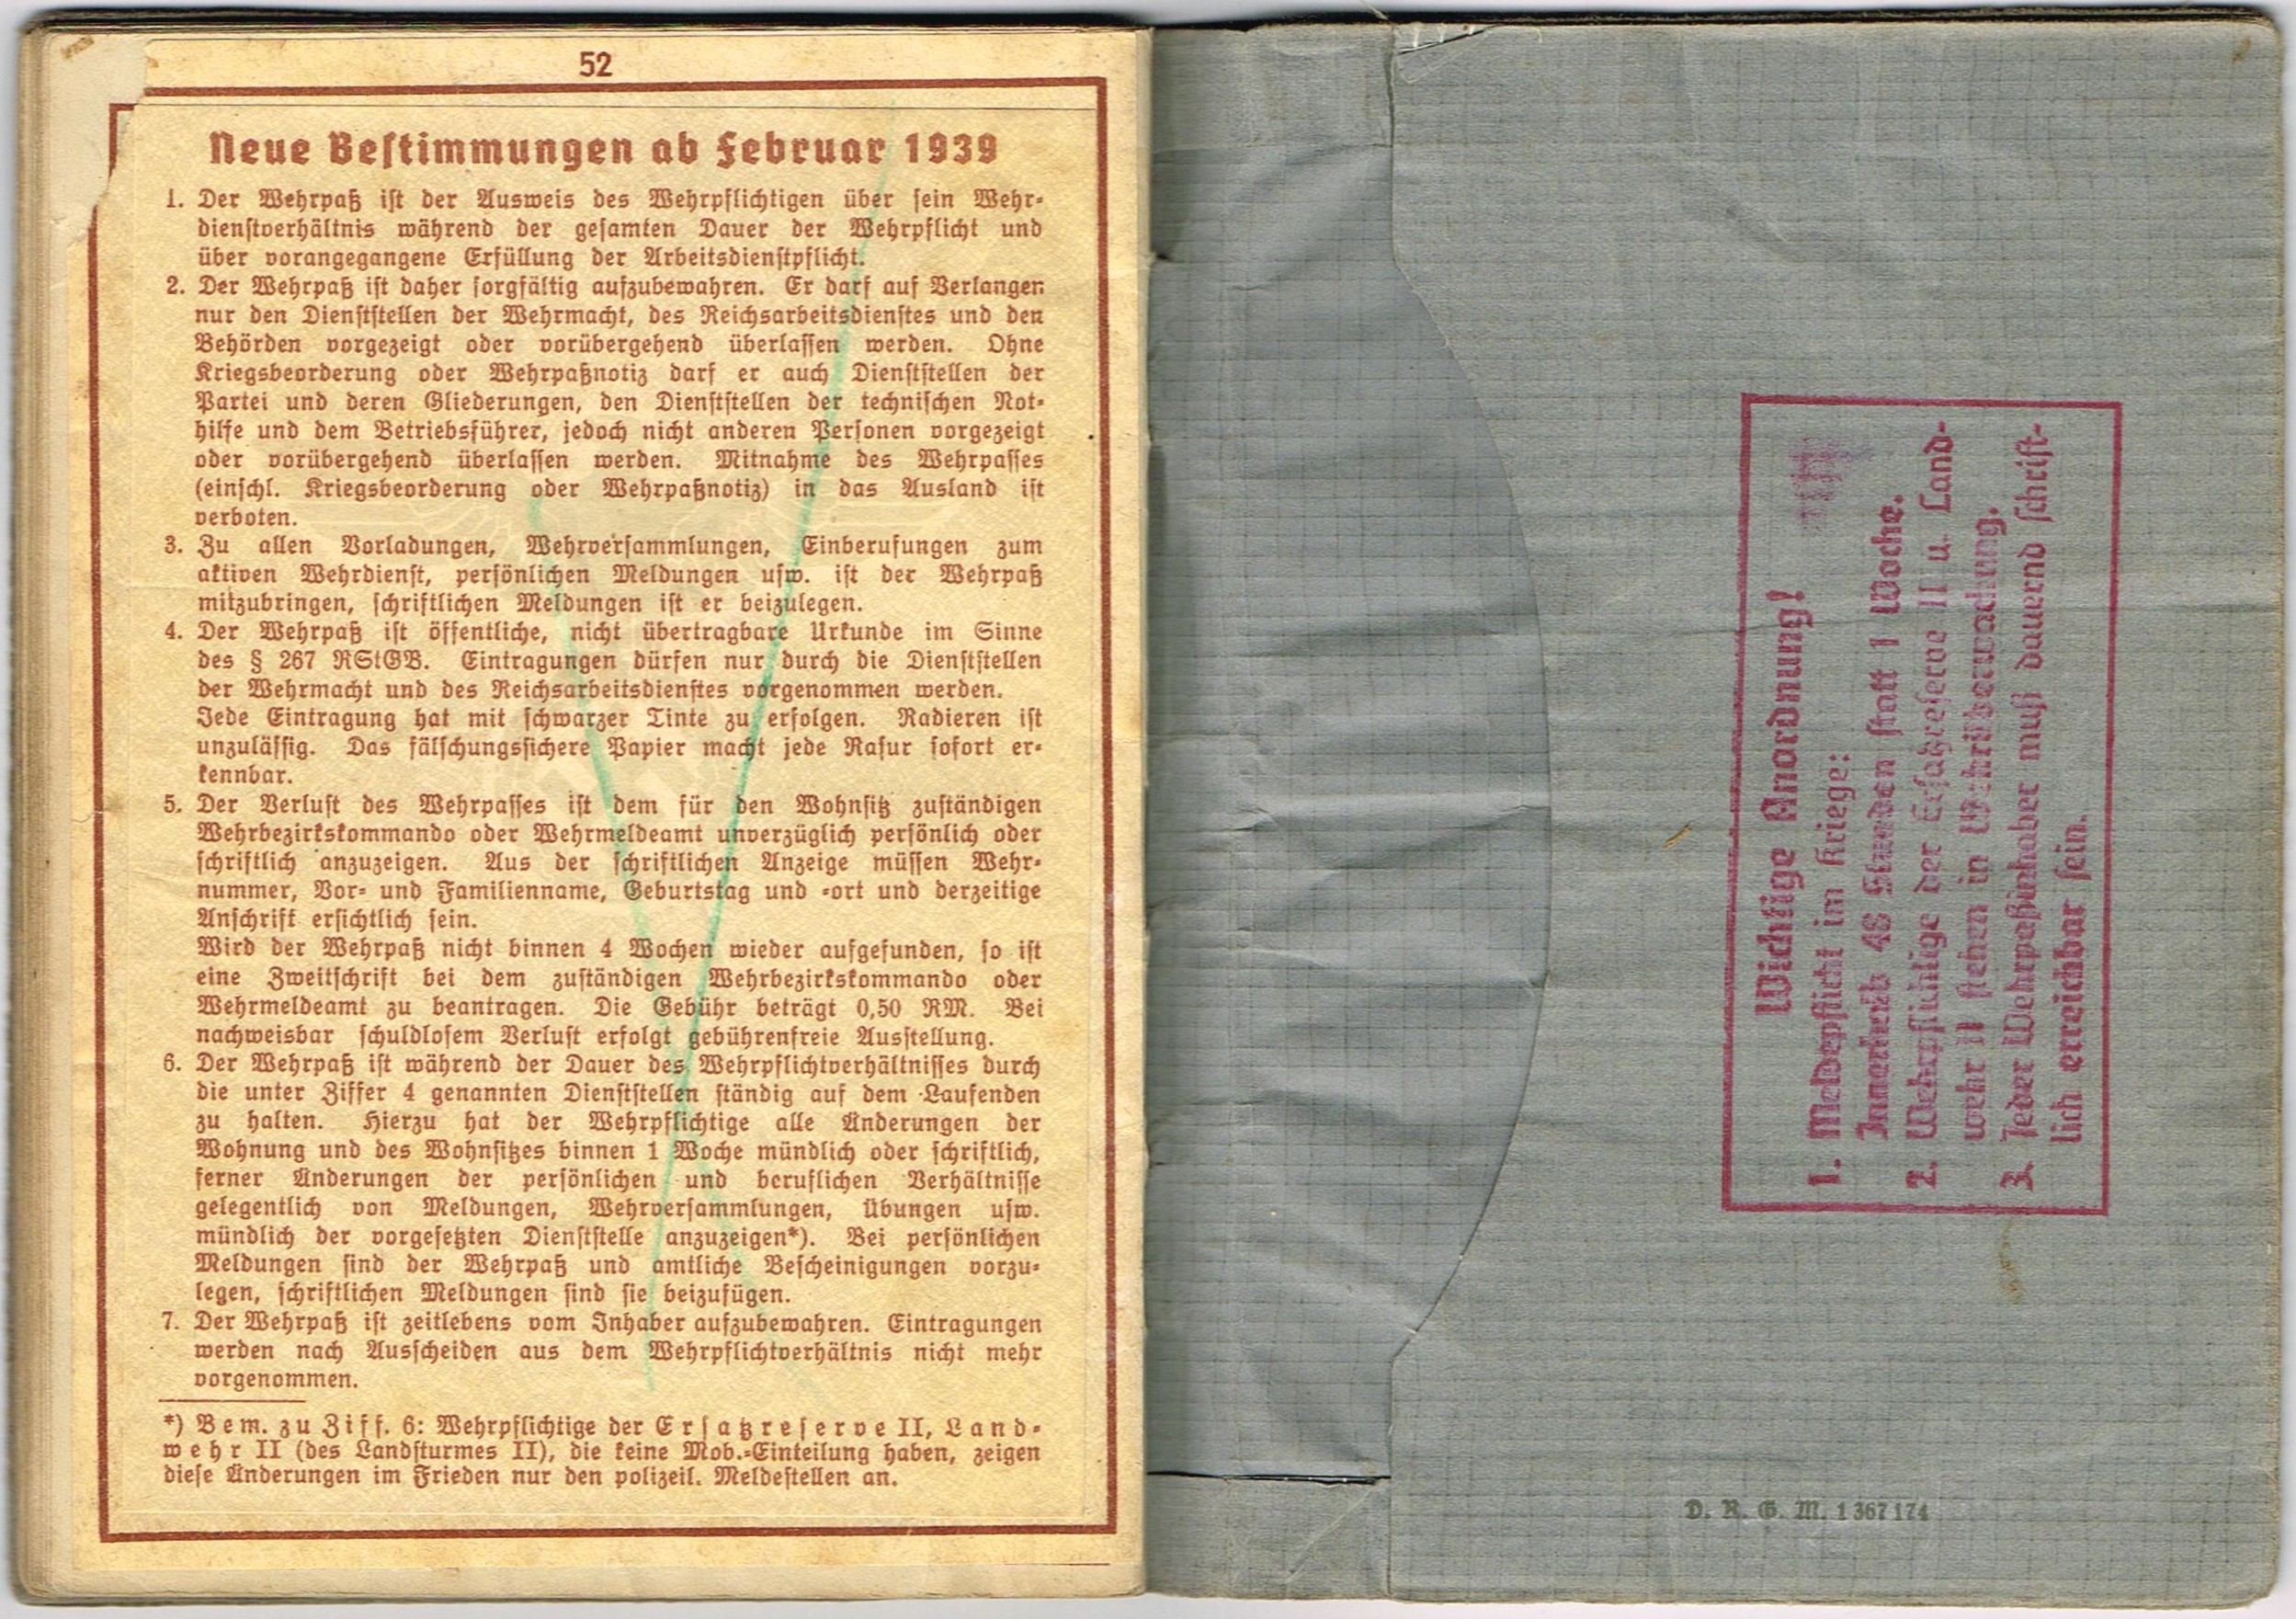 52
Neue Bestimmungen ab Februar 1939
1. Der Wehrpaß ist der Ausweis des Wehrpflichtigen über sein Wehr-
dienstverhältnis während der gesamten Dauer der Wehrpflicht und
über vorangegangene Erfüllung der Arbeitsdienstpflicht.
2. Der Wehrpaß ist daher sorgfältig aufzubewahren. Er darf auf Verlangen
nur den Dienststellen der Wehrmacht, des Reichsarbeitsdienstes und den
Behörden vorgezeigt oder vorübergehend überlassen werden. Ohne
Kriegsbeorderung oder Wehrpaßnotiz darf er auch Dienststellen der
Partei und deren Gliederungen, den Dienststellen der technischen Not-
hilfe und dem Betriebsführer, jedoch nicht anderen Personen vorgezeigt
oder vorübergehend überlassen werden. Mitnahme des Wehrpasses
(einschl. Kriegsbeorderung oder Wehrpaßnotiz) in das Ausland ist
verboten.
3. Zu allen Vorladungen, Wehrversammlungen, Einberufungen zum
aktiven Wehrdienst, persönlichen Meldungen usw. ist der Wehrpaß
mitzubringen, schriftlichen Meldungen ist er beizulegen.
4. Der Wehrpaß ist öffentliche, nicht übertragbare Urkunde im Sinne
des § 267 RStGB. Eintragungen dürfen nur durch die Dienststellen
der Wehrmacht und des Reichsarbeitsdienstes vorgenommen werden.
Jede Eintragung hat mit schwarzer Tinte zu erfolgen. Radieren ist
unzulässig. Das fälschungssichere Papier macht jede Rasur sofort er-
kennbar.
5. Der Verlust des Wehrpasses ist dem für den Wohnsitz zuständigen
Wehrbezirkskommando oder Wehrmeldeamt unverzüglich persönlich oder
schriftlich anzuzeigen. Aus der schriftlichen Anzeige müssen Wehr-
nummer, Vor- und Familienname, Geburtstag und -ort und derzeitige
Anschrift ersichtlich sein.
Wird der Wehrpaß nicht binnen 4 Wochen wieder aufgefunden, so ist
eine Zweitschrift bei dem zuständigen Wehrbezirkskommando oder
Wehrmeldeamt zu beantragen. Die Gebühr beträgt 0,50 RM. Bei
nachweisbar schuldlosem Verlust erfolgt gebührenfreie Ausstellung.
6. Der Wehrpaß ist während der Dauer des Wehrpflichtverhältnisses durch
die unter Ziffer 4 genannten Dienststellen ständig auf dem Laufenden
zu halten. Hierzu hat der Wehrpflichtige alle Änderungen der
Wohnung und des Wohnsitzes binnen 1 Woche mündlich oder schriftlich,
ferner Änderungen der persönlichen und beruflichen Verhältnisse
gelegentlich von Meldungen, Wehrversammlungen, Übungen usw.
mündlich der vorgesetzten Dienststelle anzuzeigen*). Bei persönlichen
Meldungen sind der Wehrpaß und amtliche Bescheinigungen vorzu-
legen, schriftlichen Meldungen sind sie beizufügen.
7. Der Wehrpaß ist zeitlebens vom Inhaber aufzubewahren. Eintragungen
werden nach Ausscheiden aus dem Wehrpflichtverhältnis nicht mehr
vorgenommen.
*) Bem. zu Ziff. 6: Wehrpflichtige der Ersatzreserve II, Land-
wehr II (des Landsturmes II), die keine Mob.-Einteilung haben, zeigen
diese Änderungen im Frieden nur den polizeil. Meldestellen an.
Wichtige Anordnung!
1. Meldepflicht im Kriege:
Innerhalb 48 Stunden statt 1 Woche.
2. Wehrpflichtige der Ersatzreserve II u. Land-
wehr II stehen in Wehrüberwachung.
3. Jeder Wehrpaßinhaber muß dauernd schrift-
lich erreichbar sein.
D. R. G. M. 1 367 174